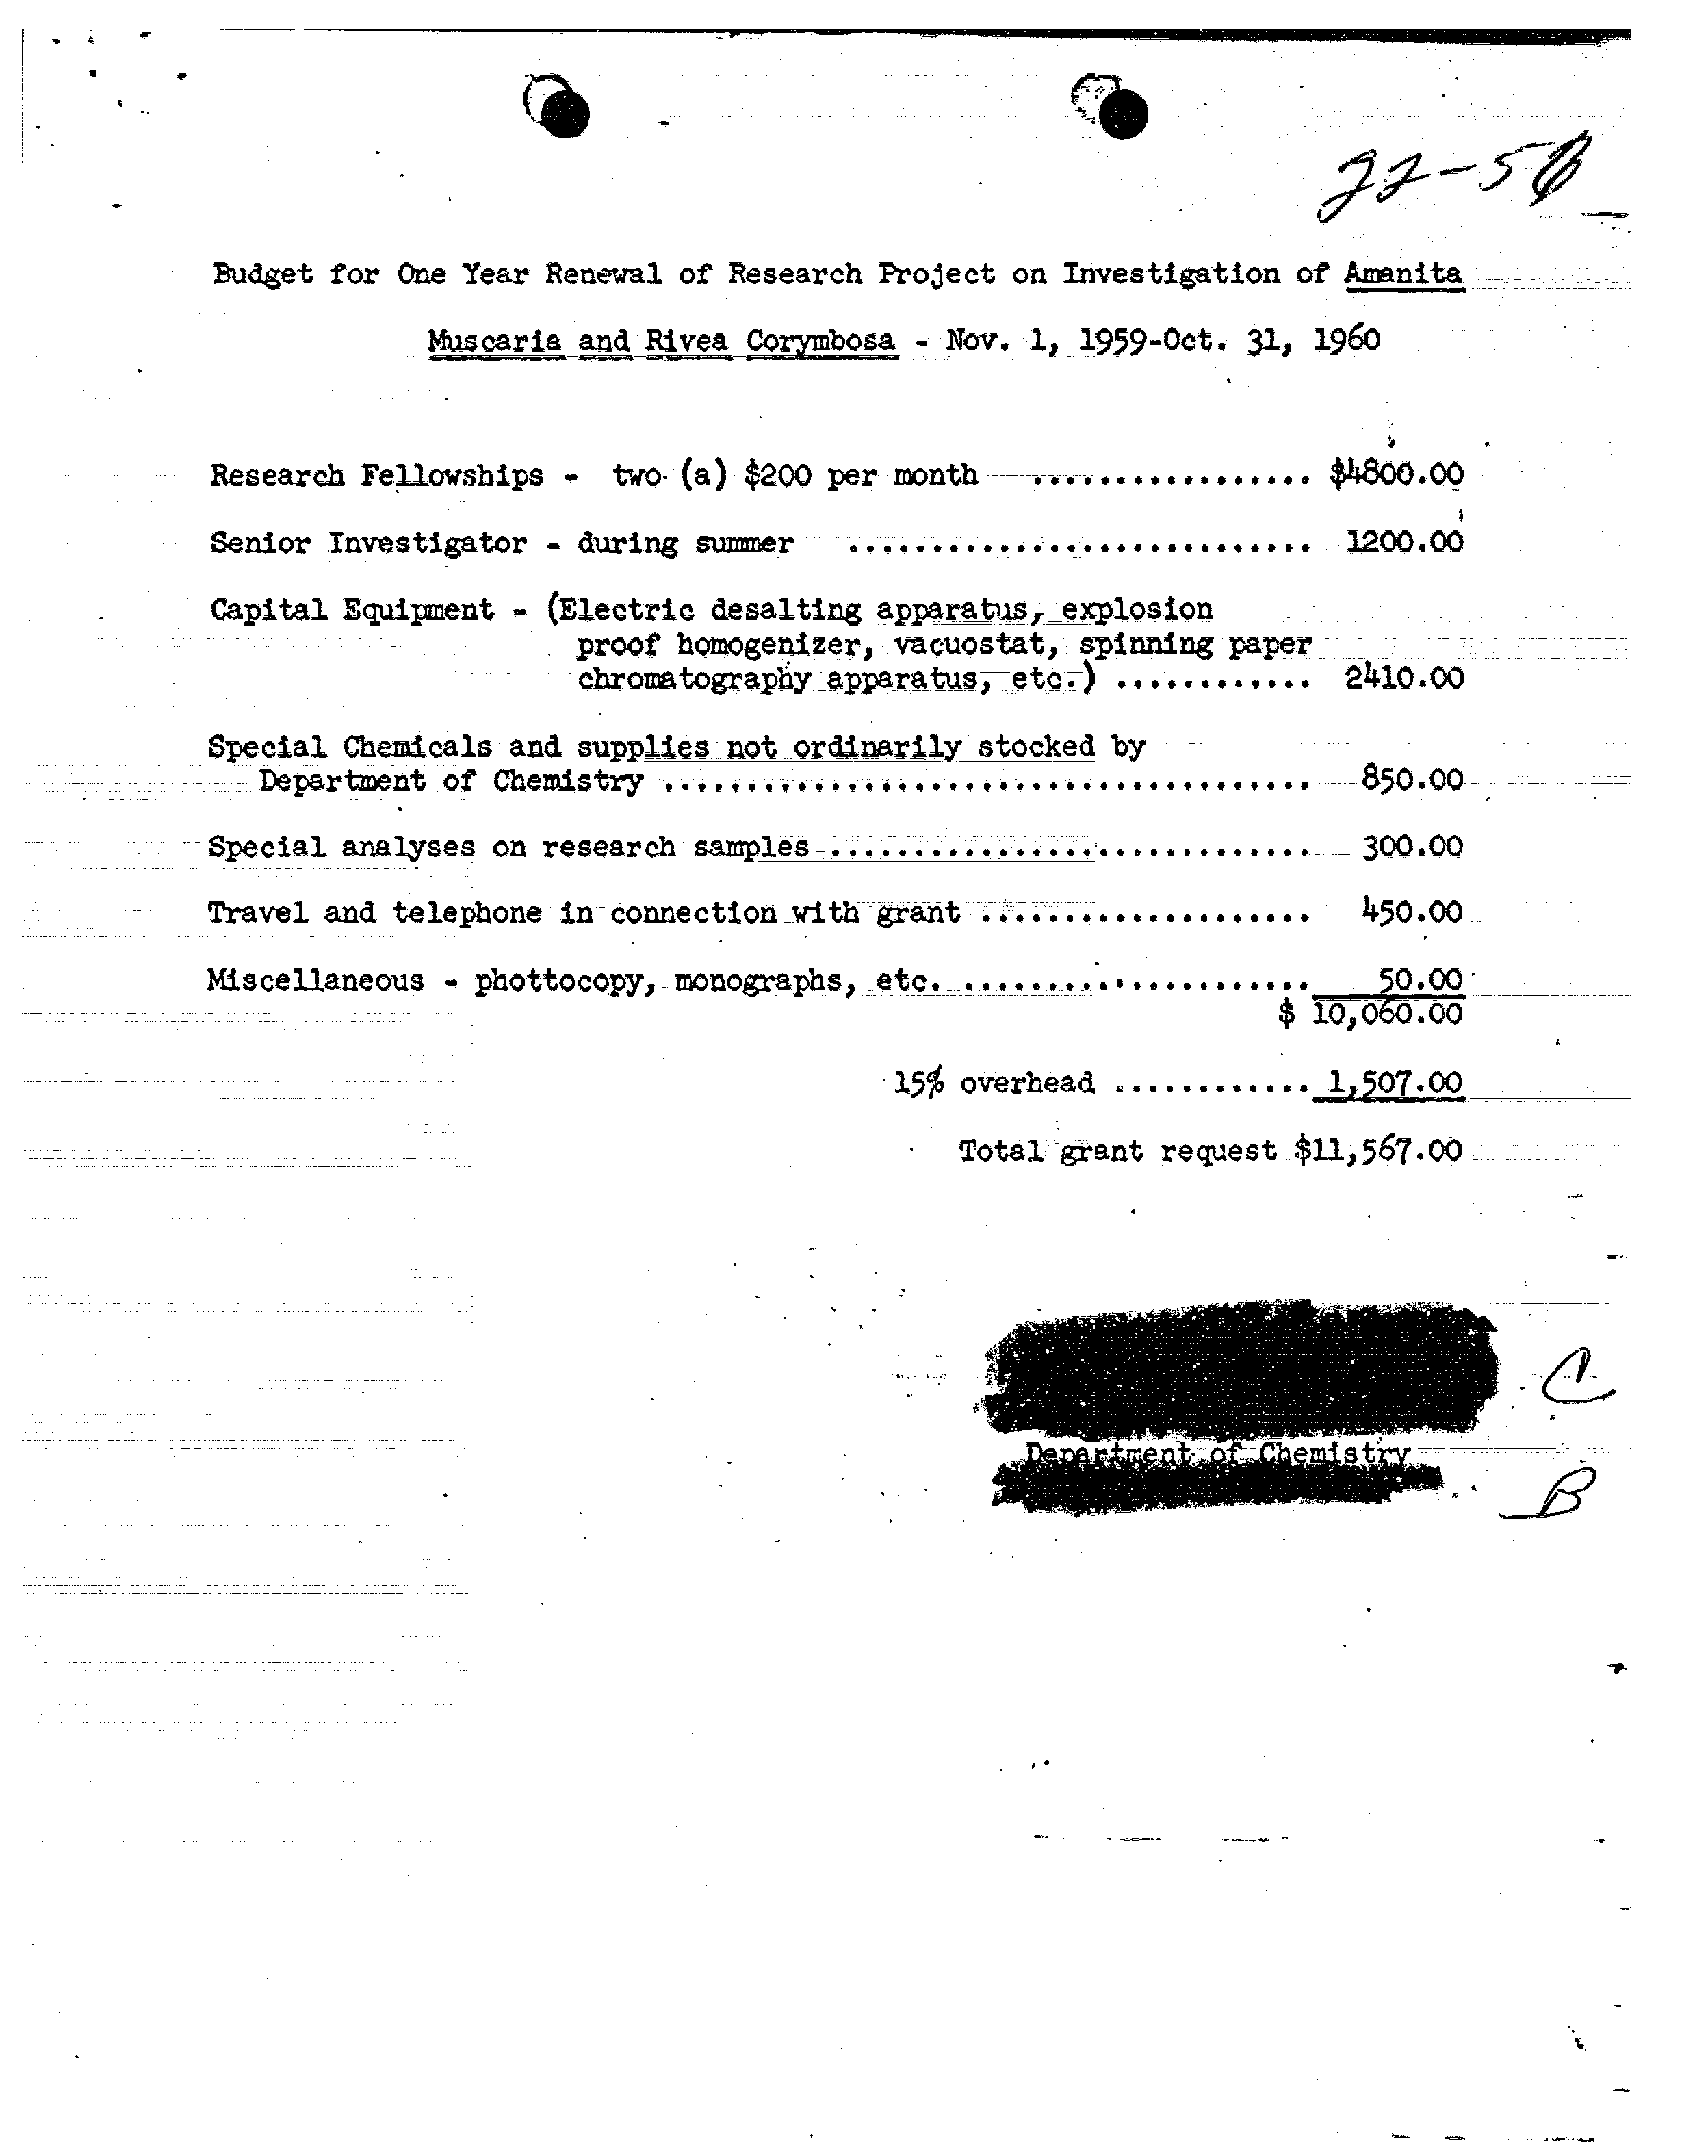 22-58
Budget for One Year Renewal of Research Project on Investigation of Amanita
Muscaria and Rivea Corymbosa - Nov. 1, 1959-Oct. 31, 1960
Research Fellowships - two (a) $200 per month ................. $4800.00
Senior Investigator - during summer ............................ 1200.00
Capital Equipment - (Electric desalting apparatus, explosion
proof homogenizer, vacuostat, spinning paper
chromatography apparatus, etc.) ............ 2410.00
Special Chemicals and supplies not ordinarily stocked by
Department of Chemistry ....................................... 850.00
Special analyses on research samples ............................. 300.00
Travel and telephone in connection with grant .................... 450.00
Miscellaneous - phottocopy, monographs, etc. ..................... 50.00
$ 10,060.00
15% overhead ............ 1,507.00
Total grant request $11,567.00
C
Department of Chemistry
B